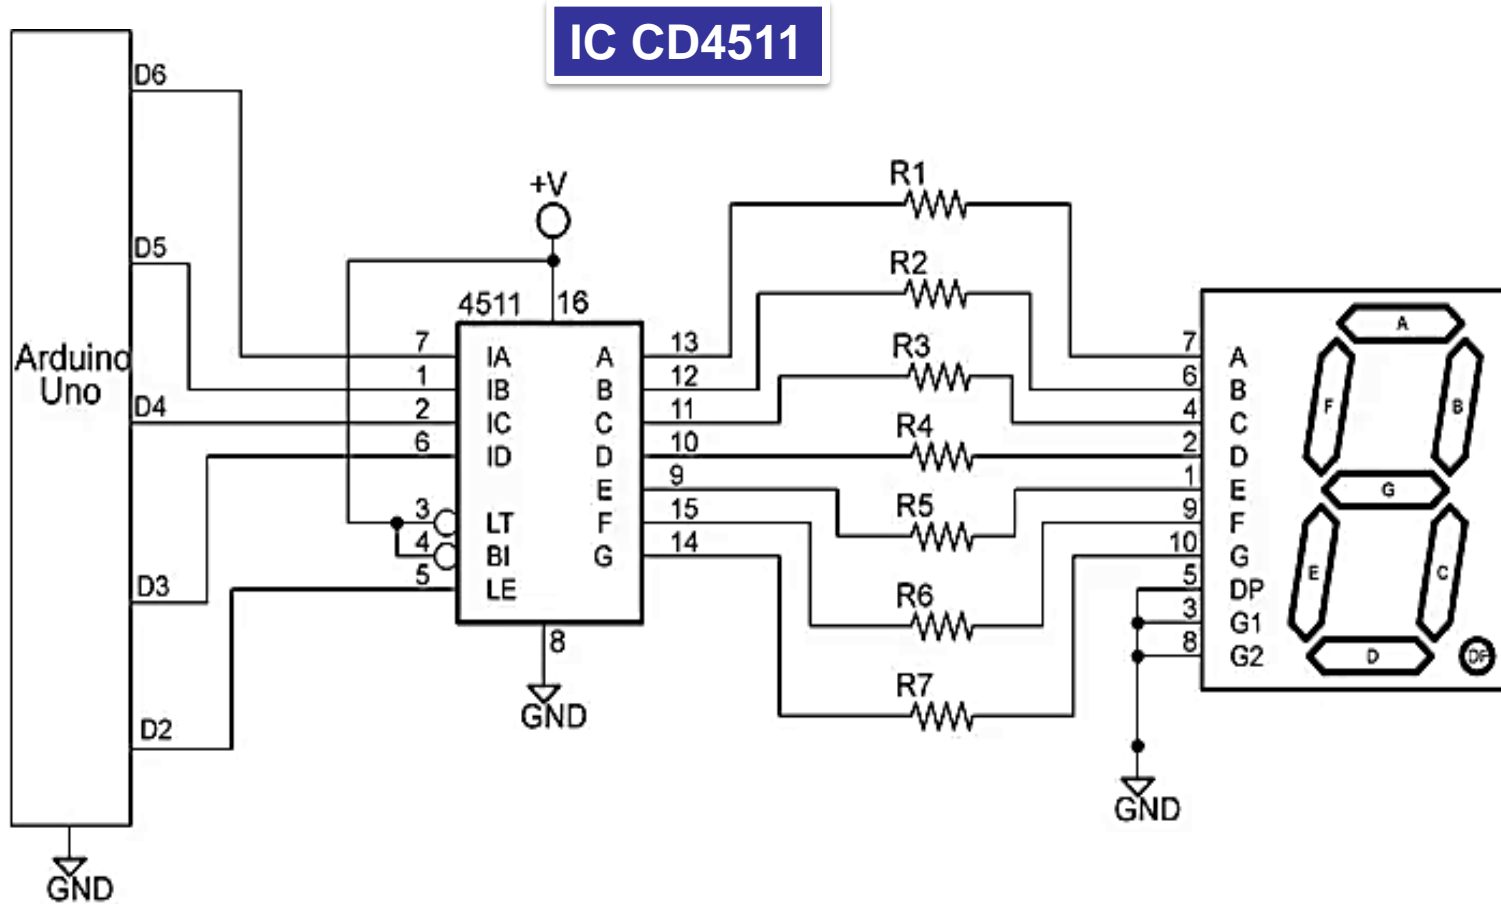 IC CD4511
D6
D5
D4
D3
D2
Arduino
Uno
GND
+V
4511
16
7
1
2
6
3
4
5
IA
IB
IC
ID
LT
BI
LE
A
B
C
D
E
F
G
13
12
11
10
9
15
14
8
GND
R1
R2
R3
R4
R5
R6
R7
7
6
4
2
1
9
10
5
3
8
A
B
C
D
E
F
G
DP
G1
G2
GND
A
F
B
G
E
C
D
DP